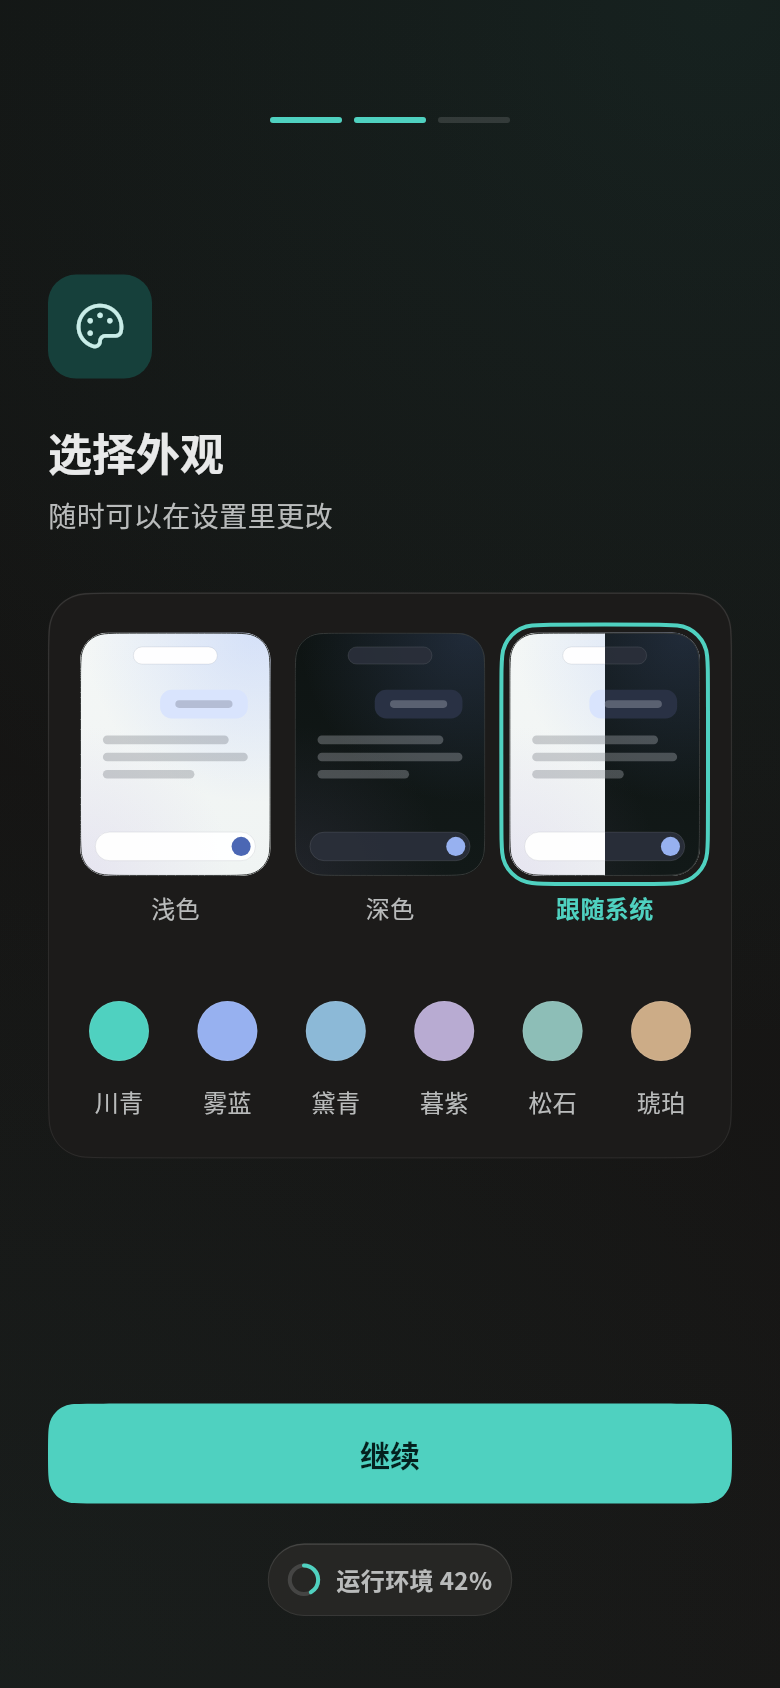 选择外观
随时可以在设置里更改
浅色
深色
跟随系统
川青
雾蓝
黛青
暮紫
松石
琥珀
继续
运行环境 42%